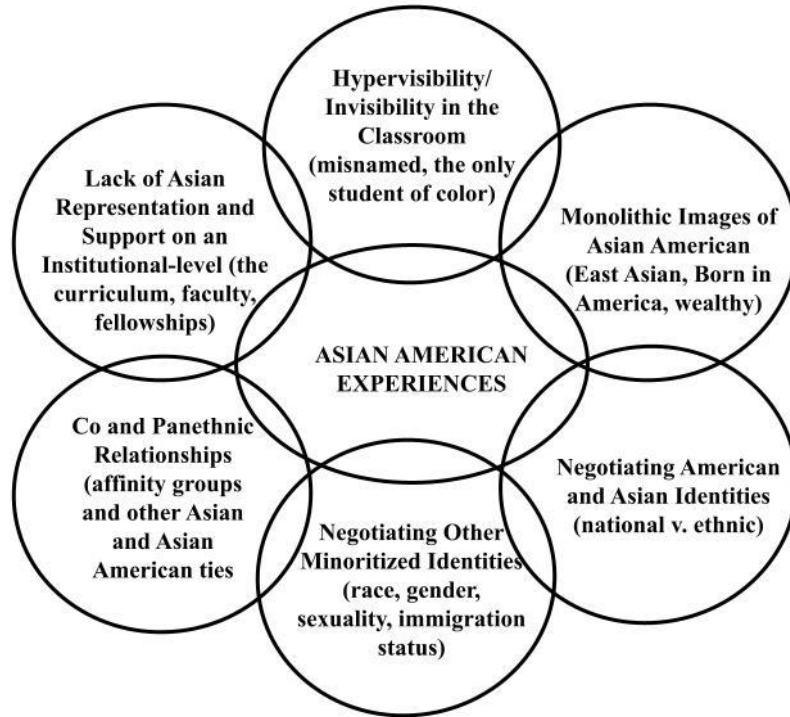 Hypervisibility/
Invisibility in the
Classroom
(misnamed, the only
student of color)
Lack of Asian
Representation and
Support on an
Institutional-level (the
curriculum, faculty,
fellowships)
Monolithic Images of
Asian American
(East Asian, Born in
America, wealthy)
ASIAN AMERICAN
EXPERIENCES
Co and Panethnic
Relationships
(affinity groups
and other Asian
and Asian
American ties
Negotiating American
and Asian Identities
(national v. ethnic)
Negotiating Other
Minoritized Identities
(race, gender,
sexuality, immigration
status)